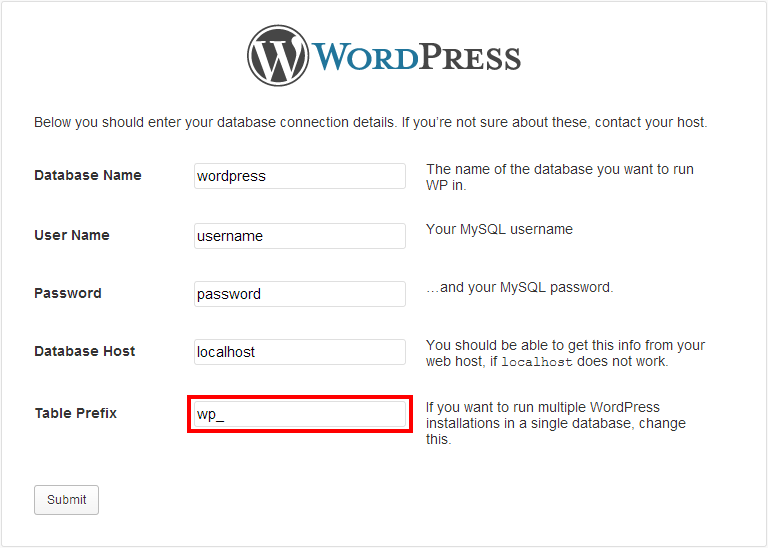 WORDPRESS
Below you should enter your database connection details. If you’re not sure about these, contact your host.
Database Name
wordpress
The name of the database you want to run
WP in.
User Name
username
Your MySQL username
Password
password
…and your MySQL password.
Database Host
localhost
You should be able to get this info from your
web host, if localhost does not work.
Table Prefix
wp_
If you want to run multiple WordPress
installations in a single database, change
this.
Submit